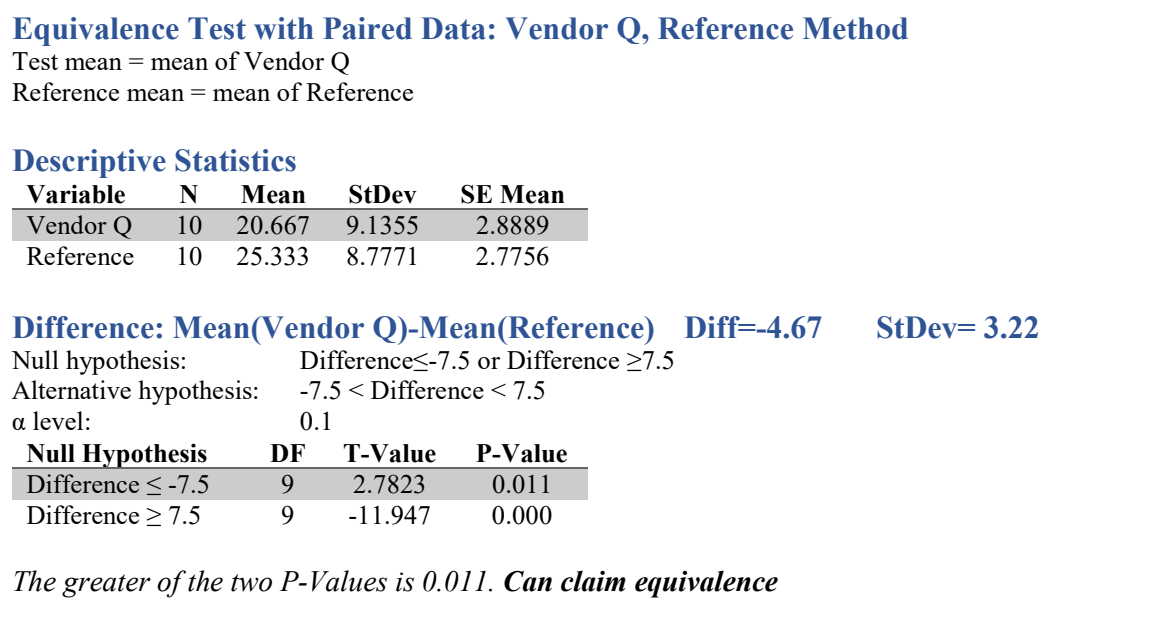 Equivalence Test with Paired Data: Vendor Q, Reference Method
Test mean = mean of Vendor Q
Reference mean = mean of Reference
Descriptive Statistics
Variable N Mean StDev SE Mean
Vendor Q 10 20.667 9.1355 2.8889
Reference 10 25.333 8.7771 2.7756
Difference: Mean(Vendor Q)-Mean(Reference) Diff=-4.67 StDev= 3.22
Null hypothesis: Difference≤-7.5 or Difference ≥7.5
Alternative hypothesis: -7.5 < Difference < 7.5
α level: 0.1
Null Hypothesis DF T-Value P-Value
Difference ≤ -7.5 9 2.7823 0.011
Difference ≥ 7.5 9 -11.947 0.000
The greater of the two P-Values is 0.011. Can claim equivalence